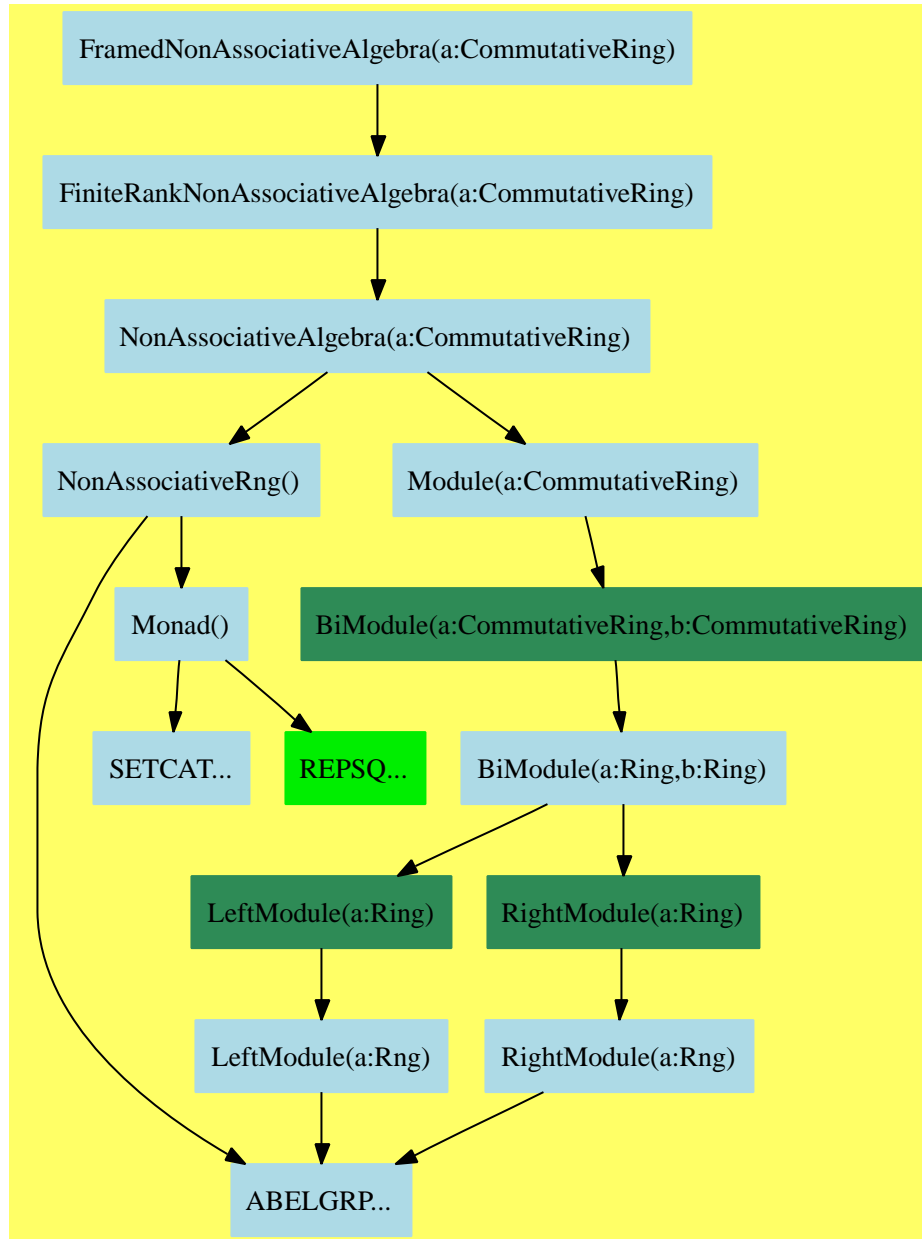 FramedNonAssociativeAlgebra(a:CommutativeRing)
FiniteRankNonAssociativeAlgebra(a:CommutativeRing)
NonAssociativeAlgebra(a:CommutativeRing)
NonAssociativeRng()
Module(a:CommutativeRing)
Monad()
BiModule(a:CommutativeRing,b:CommutativeRing)
SETCAT...
REPSQ...
BiModule(a:Ring,b:Ring)
LeftModule(a:Ring)
RightModule(a:Ring)
LeftModule(a:Rng)
RightModule(a:Rng)
ABELGRP...